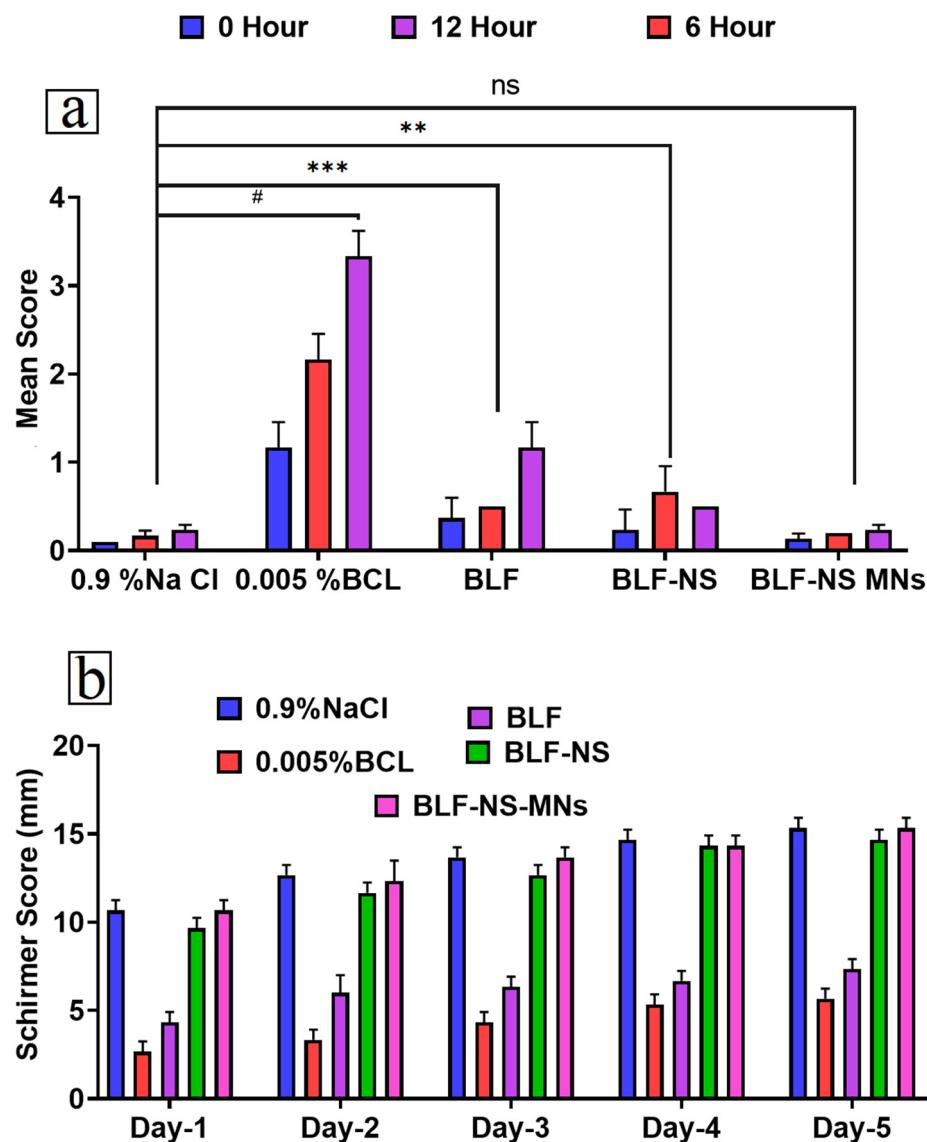 0 Hour 12 Hour 6 Hour
a
ns
**
***
#
Mean Score
4
3
2
1
0
0.9 %Na Cl 0.005 %BCL BLF BLF-NS BLF-NS MNs
b
0.9%NaCl BLF
0.005%BCL BLF-NS
BLF-NS-MNs
Schirmer Score (mm)
20
15
10
5
0
Day-1 Day-2 Day-3 Day-4 Day-5